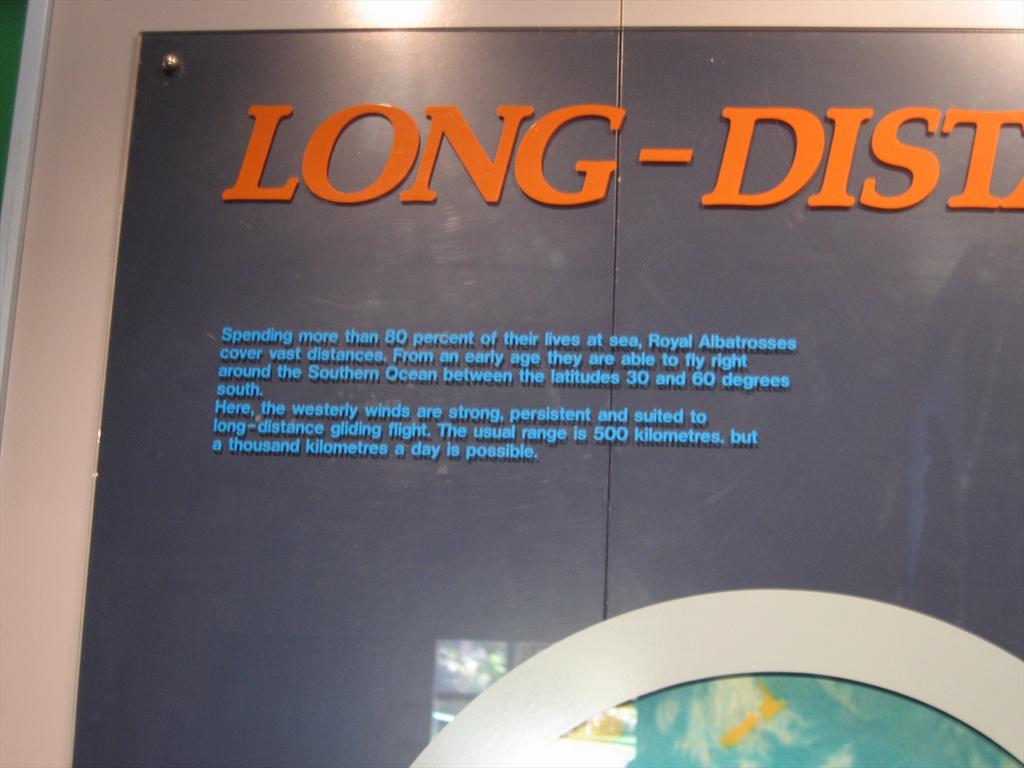 LONG-DIST
Spending more than 80 percent of their lives at sea, Royal Albatrosses
cover vast distances. From an early age they are able to fly right
around the Southern Ocean between the latitudes 30 and 60 degrees
south.
Here, the westerly winds are strong, persistent and suited to
long-distance gliding flight. The usual range is 500 kilometres, but
a thousand kilometres a day is possible.